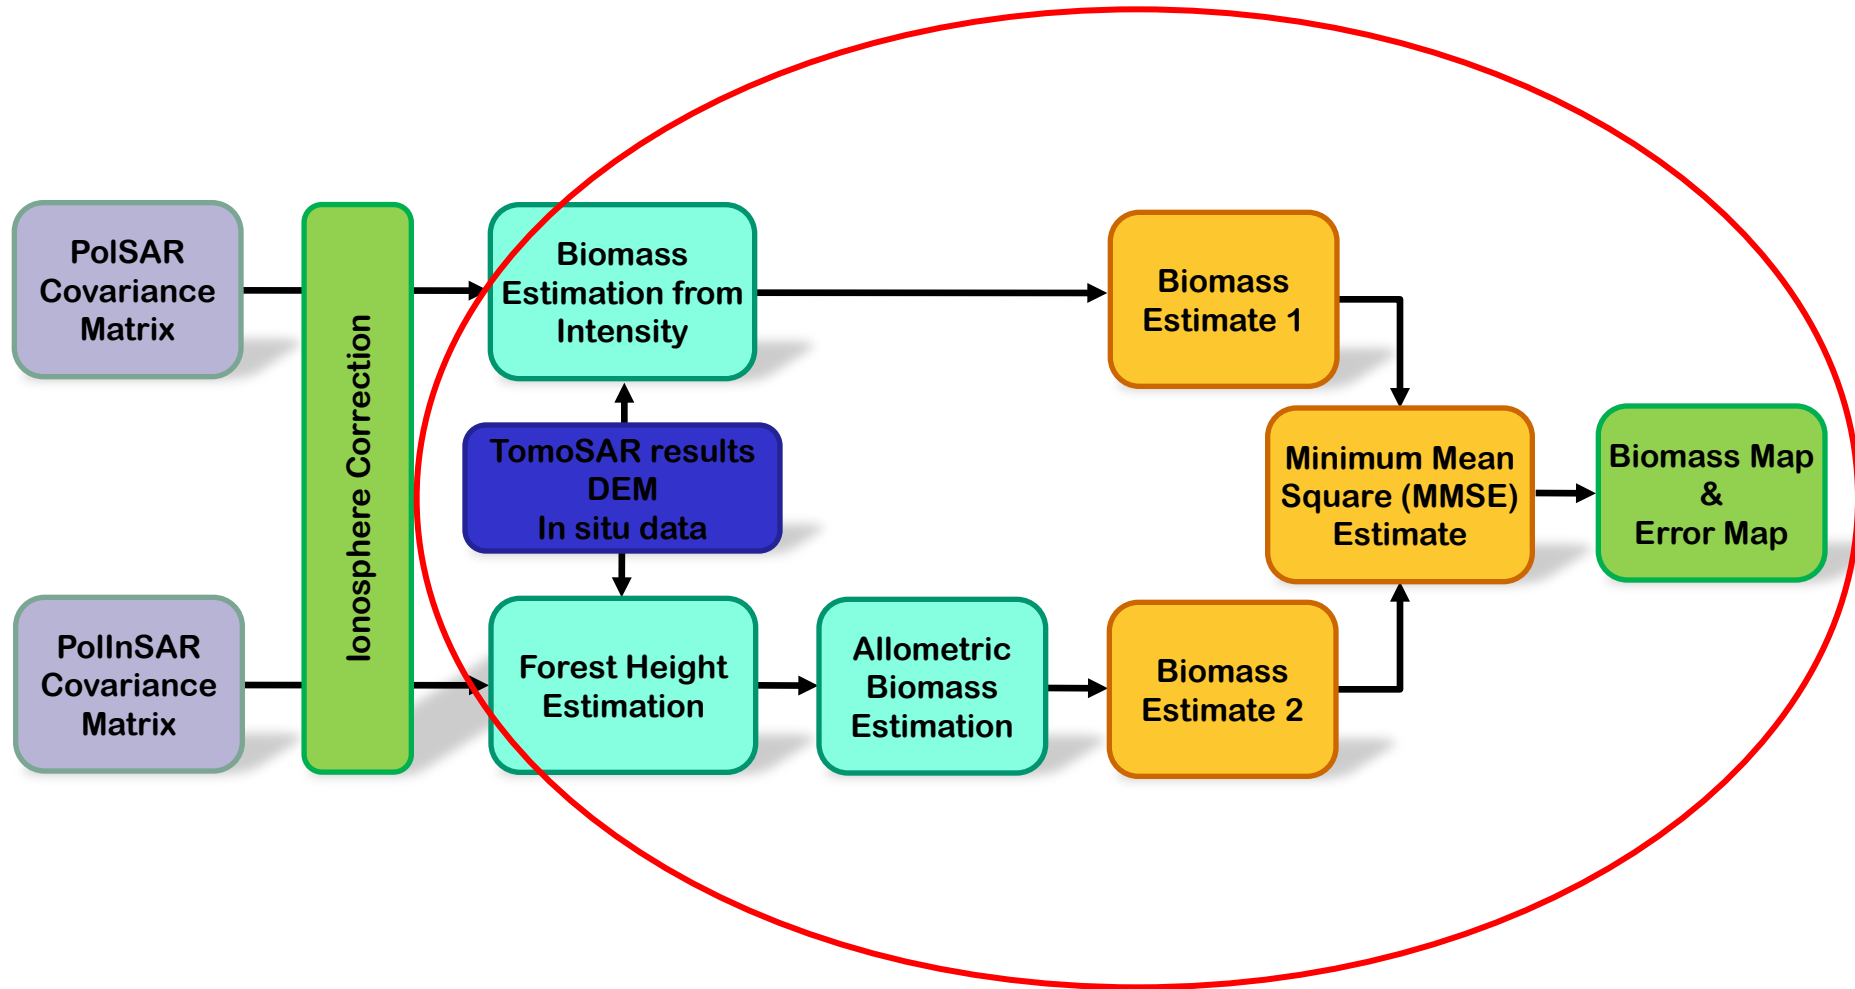 PolSAR
Covariance
Matrix
Ionosphere Correction
Biomass
Estimation from
Intensity
Biomass
Estimate 1
TomoSAR results
DEM
In situ data
Minimum Mean
Square (MMSE)
Estimate
Biomass Map
&
Error Map
PolInSAR
Covariance
Matrix
Forest Height
Estimation
Allometric
Biomass
Estimation
Biomass
Estimate 2